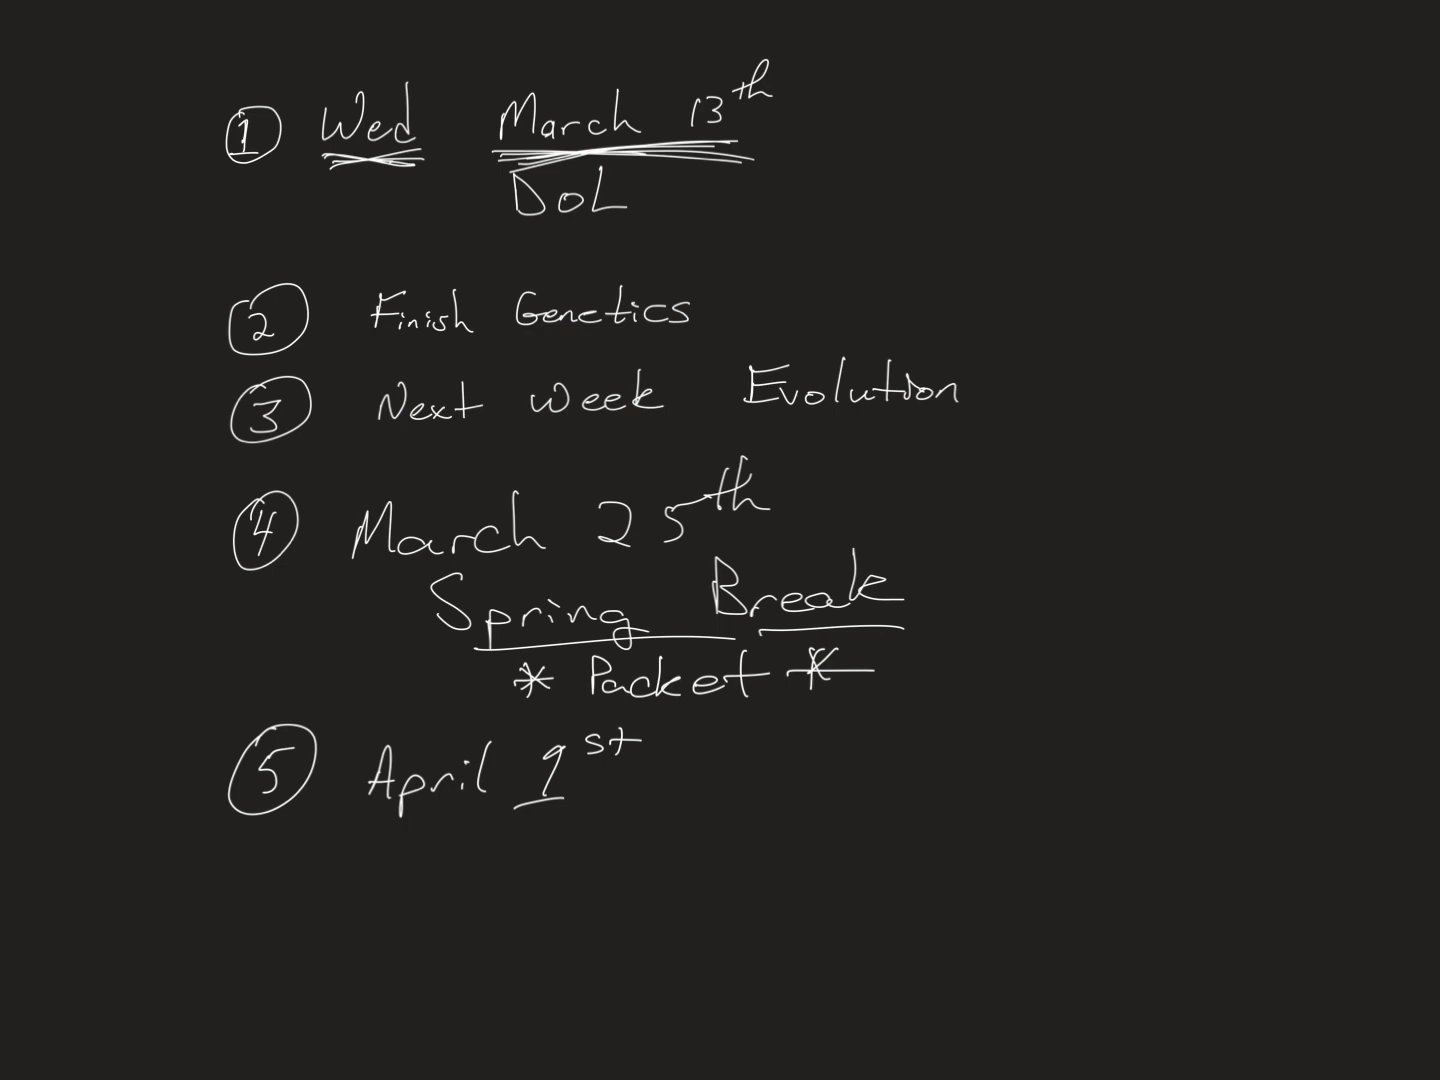 ① Wed March 13th
DOL
② Finish Genetics
③ Next Week Evolution
④ March 25th
Spring Break
* Packet *
⑤ April 1st